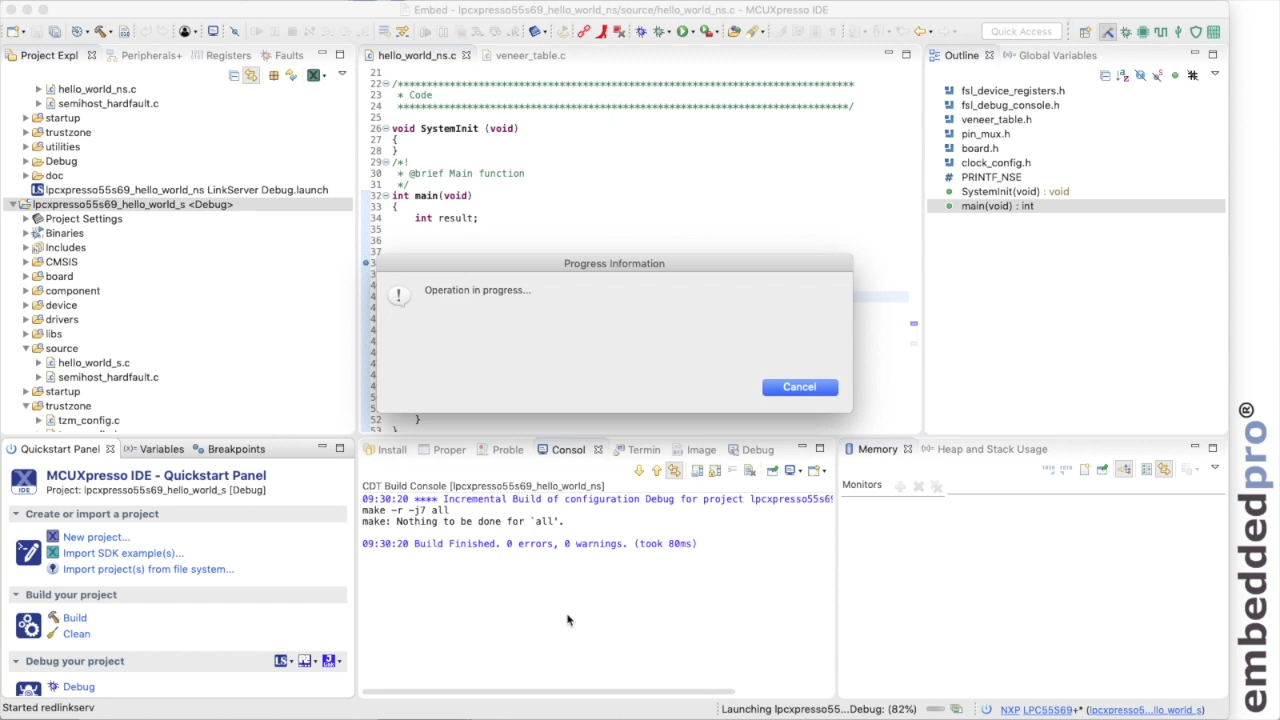 Embed - lpcxpresso55s69_hello_world_ns/source/hello_world_ns.c - MCUXpresso IDE
Quick Access
Project Expl
Peripherals+
Registers
Faults
hello_world_ns.c
semihost_hardfault.c
startup
trustzone
utilities
Debug
doc
lpcxpresso55s69_hello_world_ns LinkServer Debug.launch
lpcxpresso55s69_hello_world_s <Debug>
Project Settings
Binaries
Includes
CMSIS
board
component
device
drivers
libs
source
hello_world_s.c
semihost_hardfault.c
startup
trustzone
tzm_config.c
hello_world_ns.c
veneer_table.c
21
22 /*******************************************************************************
23  * Code
24  ******************************************************************************/
26 void SystemInit (void)
27 {
28 }
29 /*!
30  * @brief Main function
31  */
32 int main(void)
33 {
34     int result;
35
36
37
52     }
53
Progress Information
Operation in progress...
Cancel
Outline
Global Variables
fsl_device_registers.h
fsl_debug_console.h
veneer_table.h
pin_mux.h
board.h
clock_config.h
PRINTF_NSE
SystemInit(void) : void
main(void) : int
Quickstart Panel
Variables
Breakpoints
IDE
MCUXpresso IDE - Quickstart Panel
Project: lpcxpresso55s69_hello_world_s [Debug]
Create or import a project
New project...
Import SDK example(s)...
Import project(s) from file system...
Build your project
Build
Clean
Debug your project
Debug
Install
Proper
Proble
Consol
Termin
Image
Debug
CDT Build Console [lpcxpresso55s69_hello_world_ns]
09:30:20 **** Incremental Build of configuration Debug for project lpcxpresso55s69
make -r -j7 all
make: Nothing to be done for `all'.
09:30:20 Build Finished. 0 errors, 0 warnings. (took 80ms)
Memory
Heap and Stack Usage
Monitors
Started redlinkserv
Launching lpcxpresso55...Debug: (82%)
NXP LPC55S69+* (lpcxpresso5...llo_world_s)
embeddedpro®